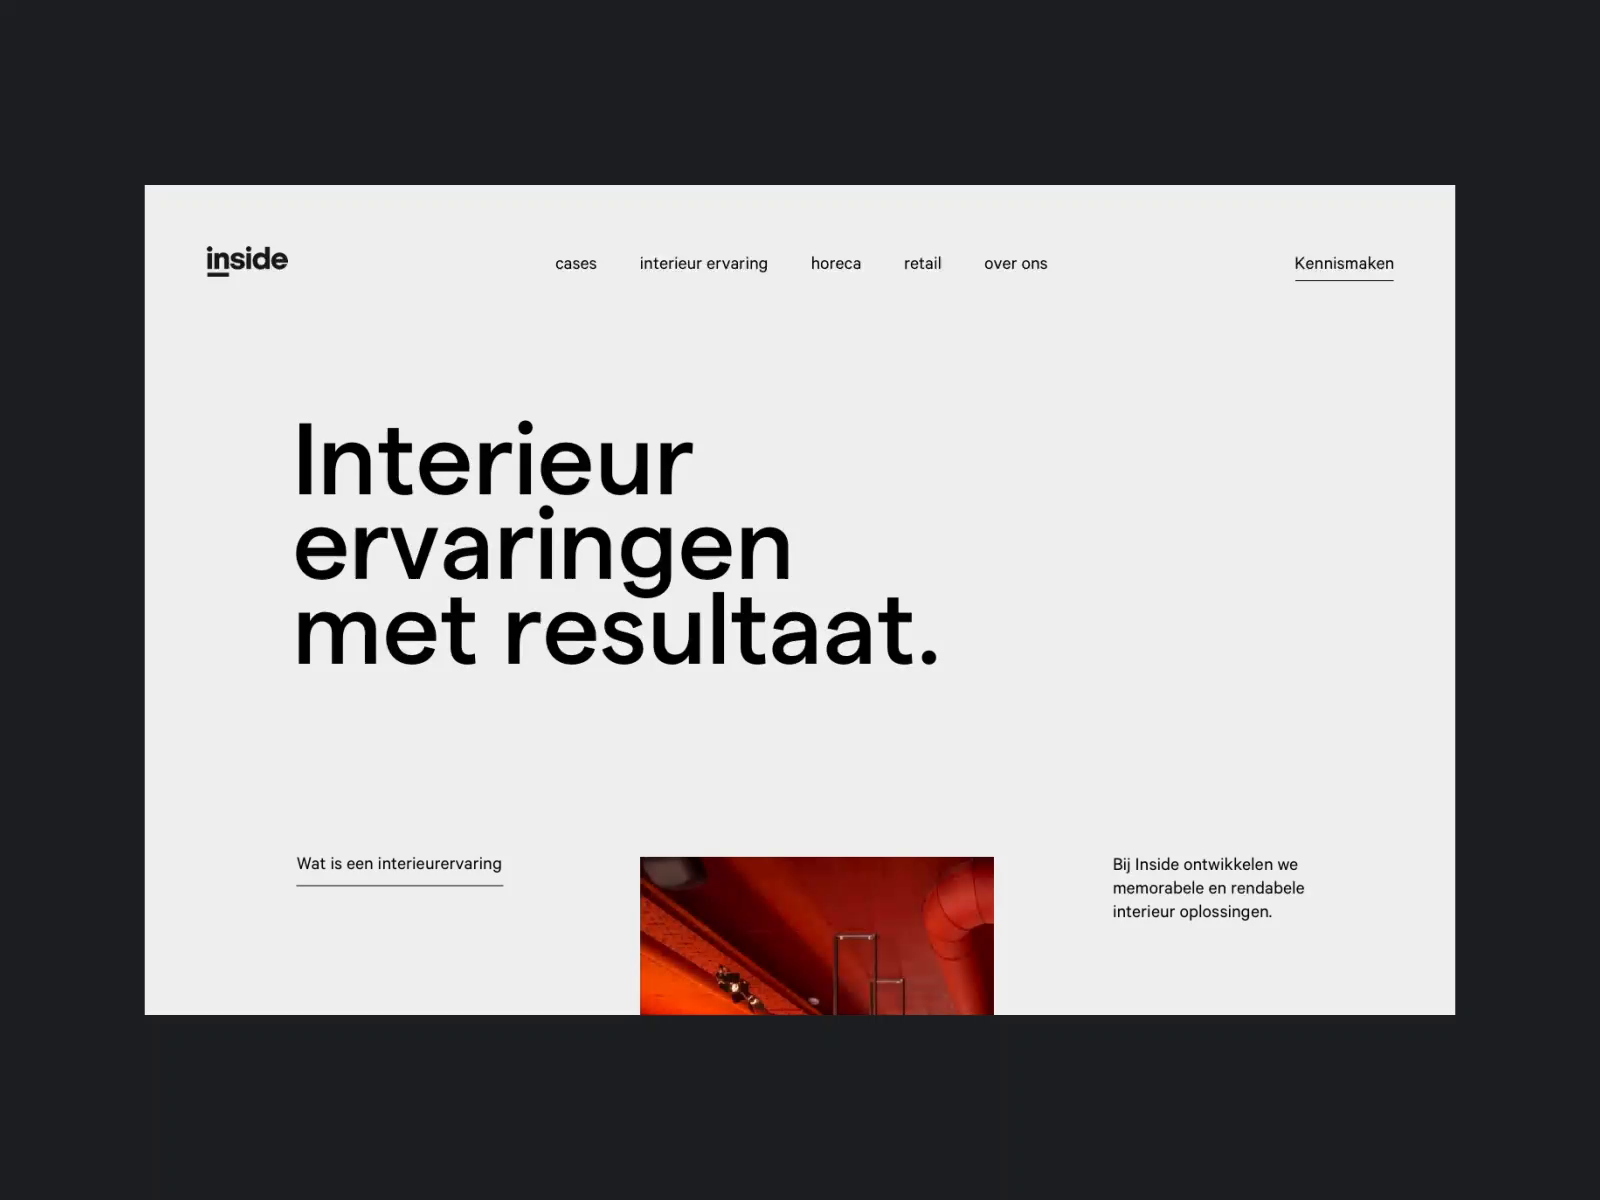 inside
cases
interieur ervaring
horeca
retail
over ons
Kennismaken
Interieur
ervaringen
met resultaat.
Wat is een interieurervaring
Bij Inside ontwikkelen we
memorabele en rendabele
interieur oplossingen.